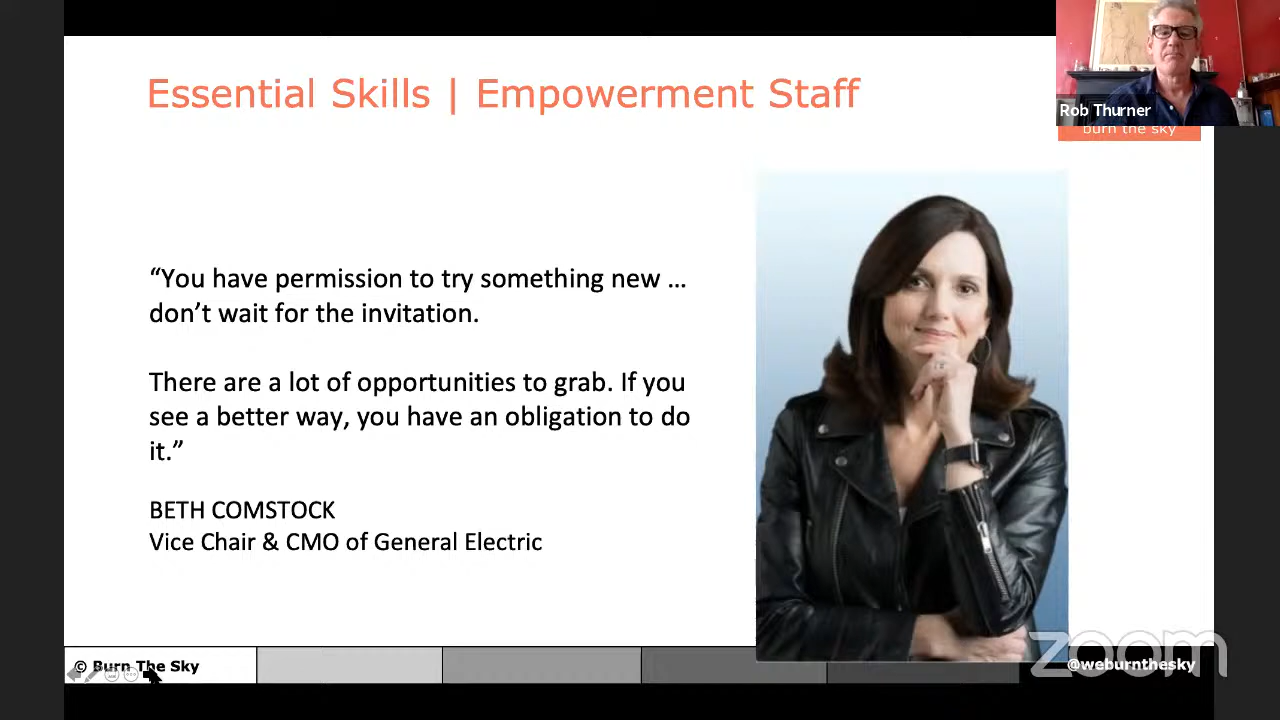 Essential Skills | Empowerment Staff
Rob Thurner
burn the sky
“You have permission to try something new …
don’t wait for the invitation.
There are a lot of opportunities to grab. If you
see a better way, you have an obligation to do
it.”
BETH COMSTOCK
Vice Chair & CMO of General Electric
© Burn The Sky
@weburnthesky
zoom